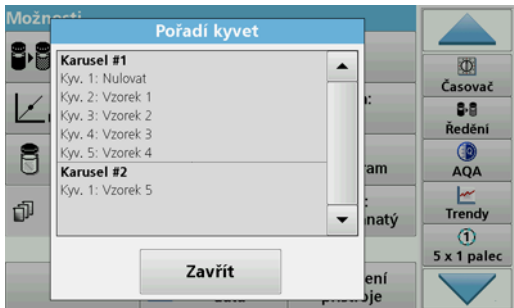 Možnosti
Pořadí kyvet
Karusel #1
Kyv. 1: Nulovat
Kyv. 2: Vzorek 1
Kyv. 3: Vzorek 2
Kyv. 4: Vzorek 3
Kyv. 5: Vzorek 4
Karusel #2
Kyv. 1: Vzorek 5
Zavřít
Časovač
Ředění
AQA
Trendy
1
5 x 1 palec